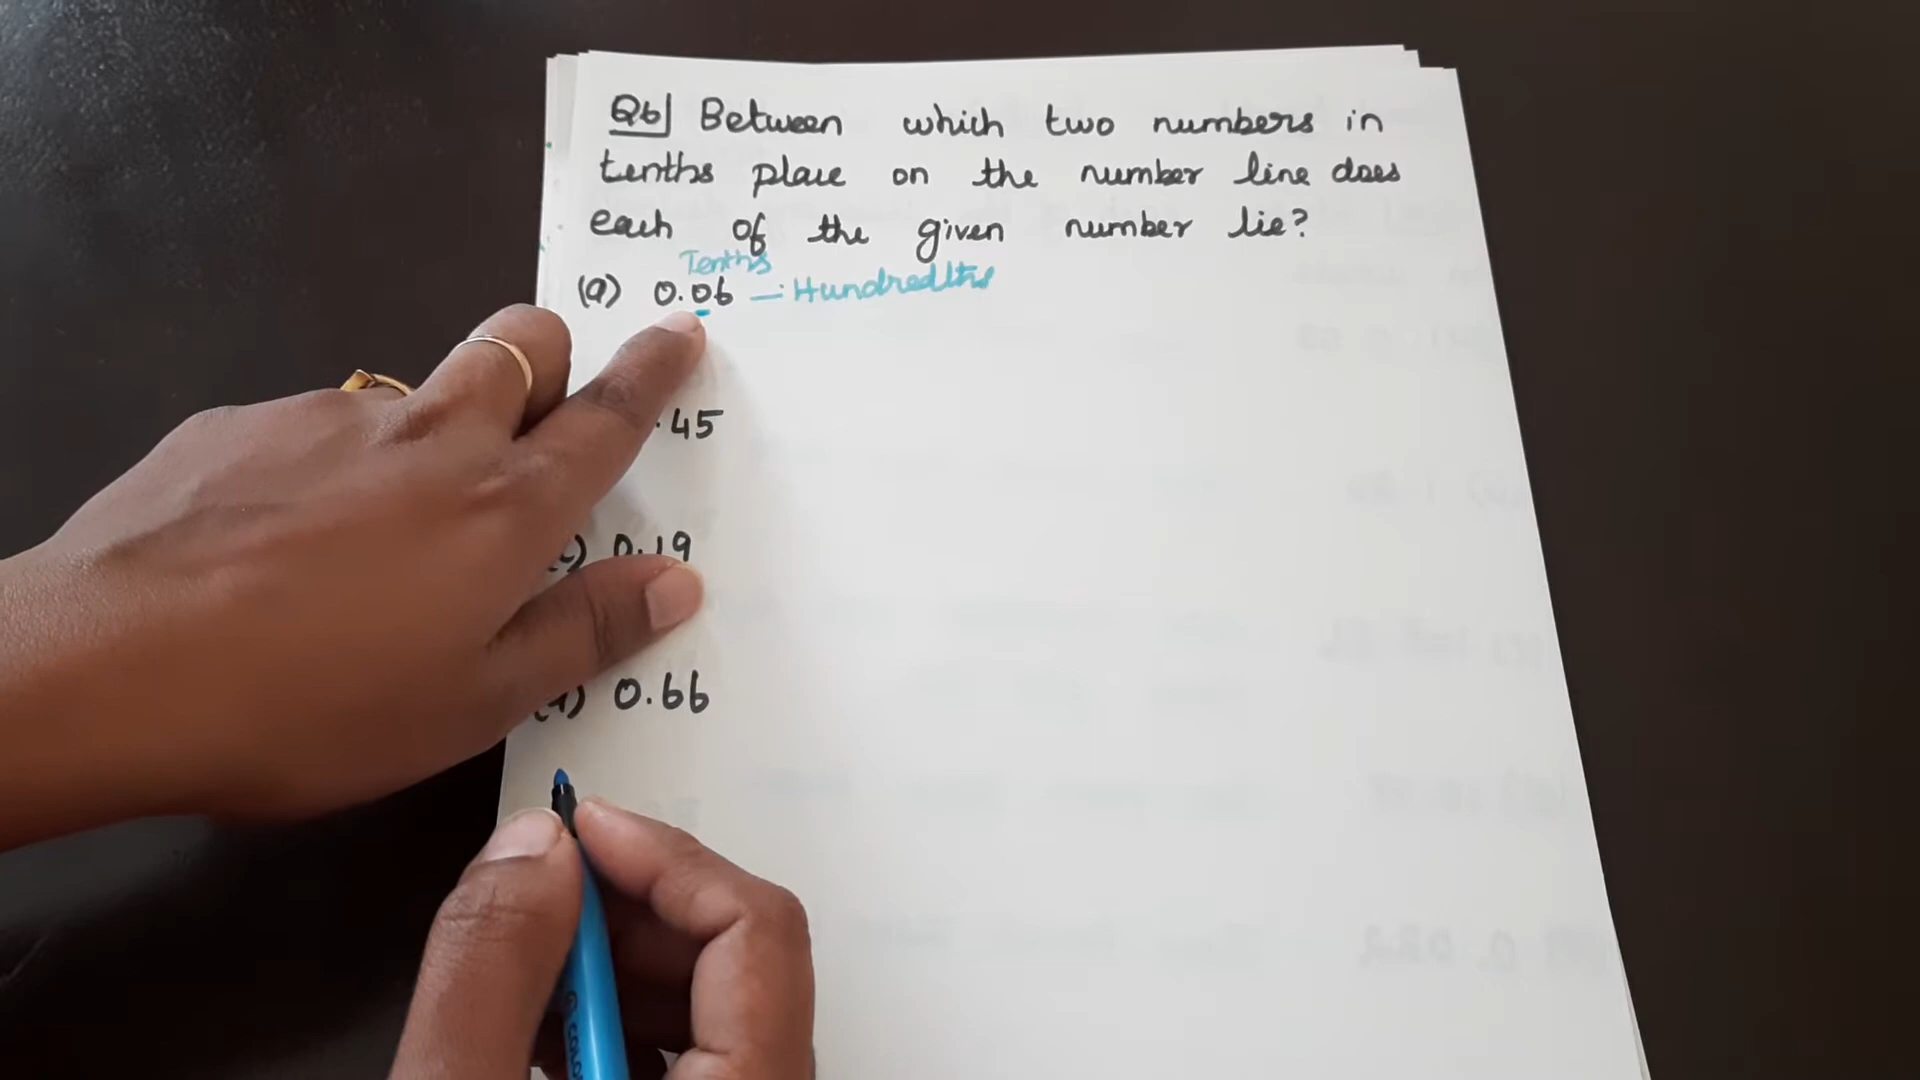 Q6 Between which two numbers in
tenths place on the number line does
each of the given number lie?
Tenths
(a) 0.06 — Hundredths
.45
0.19
0.66